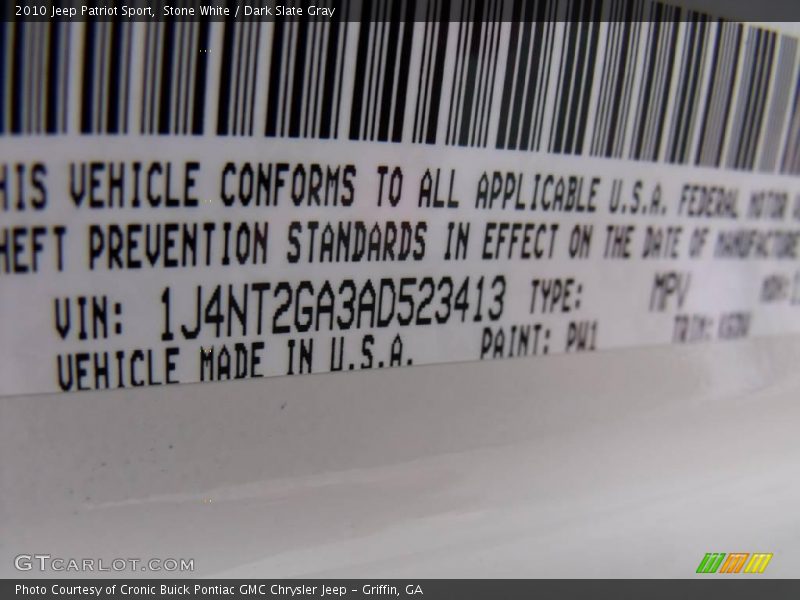 2010 Jeep Patriot Sport,  Stone White / Dark Slate Gray
HIS VEHICLE CONFORMS TO ALL APPLICABLE U.S.A. FEDERAL MOTOR
HEFT PREVENTION STANDARDS IN EFFECT ON THE DATE OF MANUFACTURE
VIN: 1J4NT2GA3AD523413 TYPE: MPV
VEHICLE MADE IN U.S.A. PAINT: PW1 TRIM:
GTCARLOT.COM
Photo Courtesy of Cronic Buick Pontiac GMC Chrysler Jeep - Griffin, GA